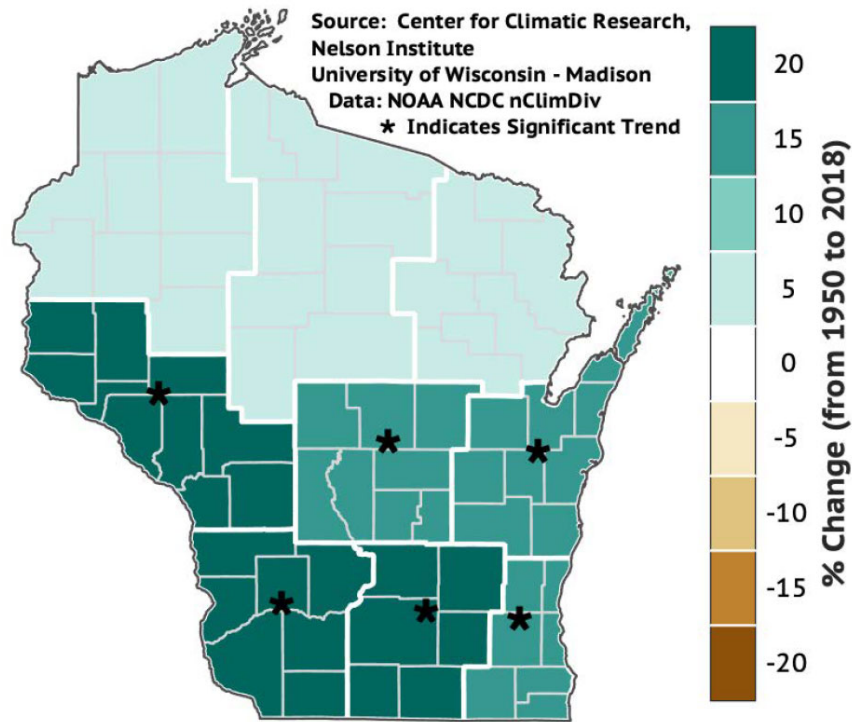 Source: Center for Climatic Research,
Nelson Institute
University of Wisconsin - Madison
Data: NOAA NCDC nClimDiv
* Indicates Significant Trend
20
15
10
5
0
-5
-10
-15
-20
% Change (from 1950 to 2018)